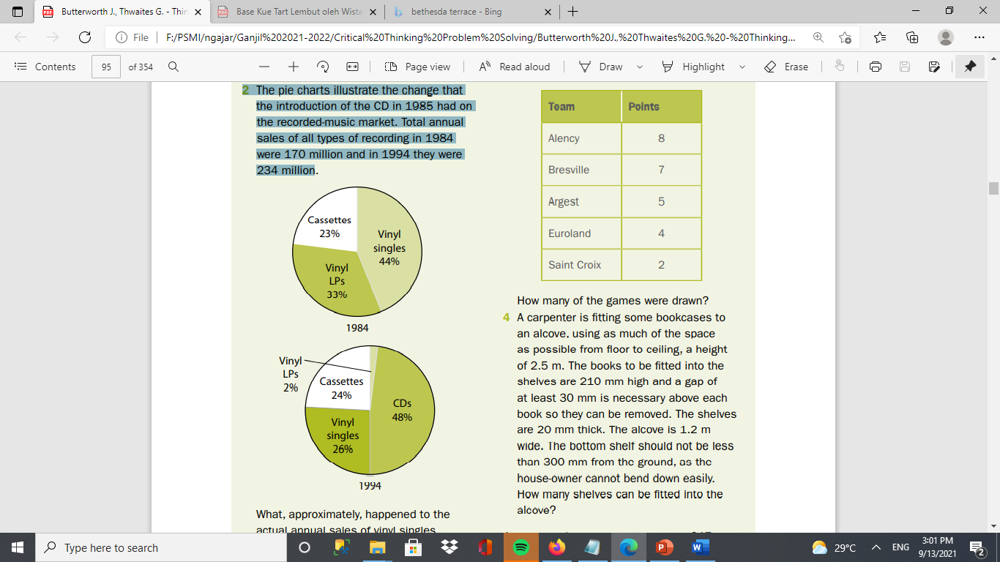 Butterworth J., Thwaites G. - Thin
Base Kue Tart Lembut oleh Wista
bethesda terrace - Bing
File
F:/PSMI/ngajar/Ganjil%202021-2022/Critical%20Thinking%20Problem%20Solving/Butterworth%20J.,%20Thwaites%20G.%20-%20Thinking...
Contents
95
of 354
Page view
Read aloud
Draw
Highlight
Erase
2 The pie charts illustrate the change that
the introduction of the CD in 1985 had on
the recorded-music market. Total annual
sales of all types of recording in 1984
were 170 million and in 1994 they were
234 million.
Cassettes
23%
Vinyl
singles
44%
Vinyl
LPs
33%
1984
Vinyl
LPs
2%
Cassettes
24%
CDs
48%
Vinyl
singles
26%
1994
What, approximately, happened to the
actual annual sales of vinyl singles
Team Points
Alency 8
Bresville 7
Argest 5
Euroland 4
Saint Croix 2
How many of the games were drawn?
4 A carpenter is fitting some bookcases to
an alcove, using as much of the space
as possible from floor to ceiling, a height
of 2.5 m. The books to be fitted into the
shelves are 210 mm high and a gap of
at least 30 mm is necessary above each
book so they can be removed. The shelves
are 20 mm thick. The alcove is 1.2 m
wide. The bottom shelf should not be less
than 300 mm from the ground, as the
house-owner cannot bend down easily.
How many shelves can be fitted into the
alcove?
Type here to search
29°C
ENG
3:01 PM
9/13/2021
2